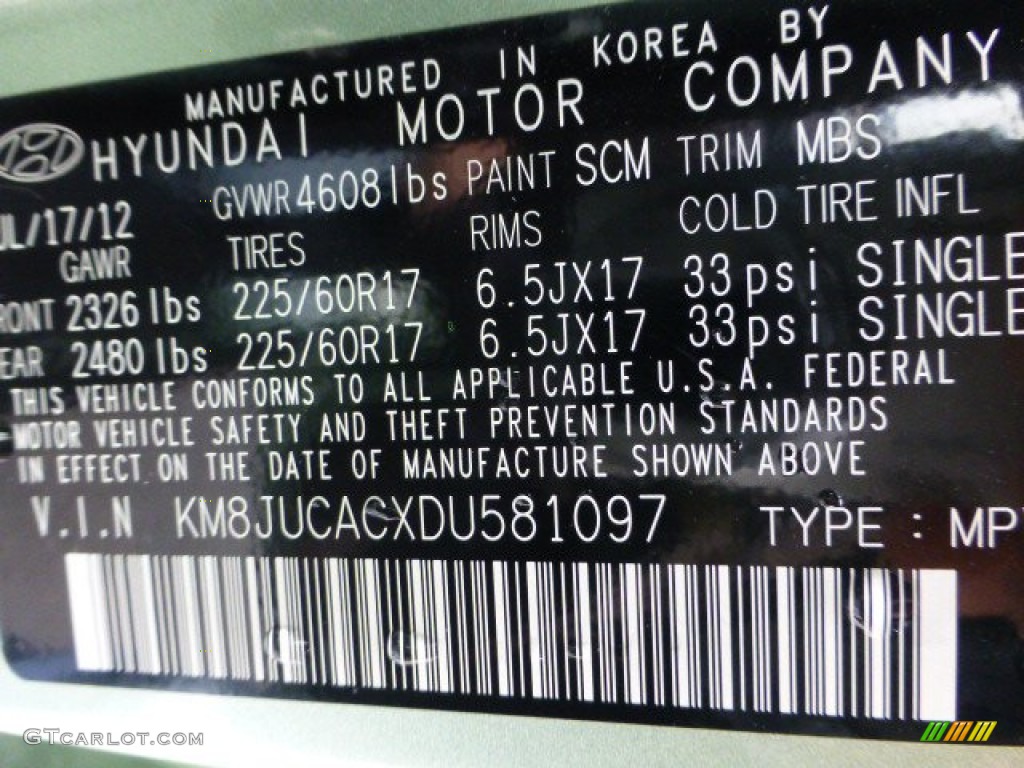 MANUFACTURED IN KOREA BY
HYUNDAI MOTOR COMPANY
JL/17/12 GVWR 4608 lbs PAINT SCM TRIM MBS
GAWR TIRES RIMS COLD TIRE INFL
RONT 2326 lbs 225/60R17 6.5JX17 33psi SINGLE
EAR 2480 lbs 225/60R17 6.5JX17 33psi SINGLE
THIS VEHICLE CONFORMS TO ALL APPLICABLE U.S.A. FEDERAL
MOTOR VEHICLE SAFETY AND THEFT PREVENTION STANDARDS
IN EFFECT ON THE DATE OF MANUFACTURE SHOWN ABOVE
V.I.N KM8JUCACXDU581097 TYPE : MP
GTcarlot.com